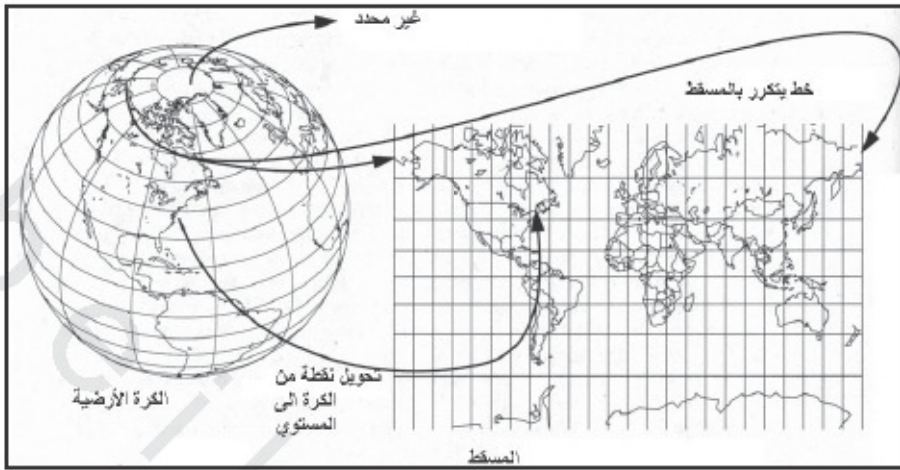 غير محدد
خط يتكرر بالمسقط
تحويل نقطة من
الكرة الى
المستوي
الكرة الأرضية
المسقط